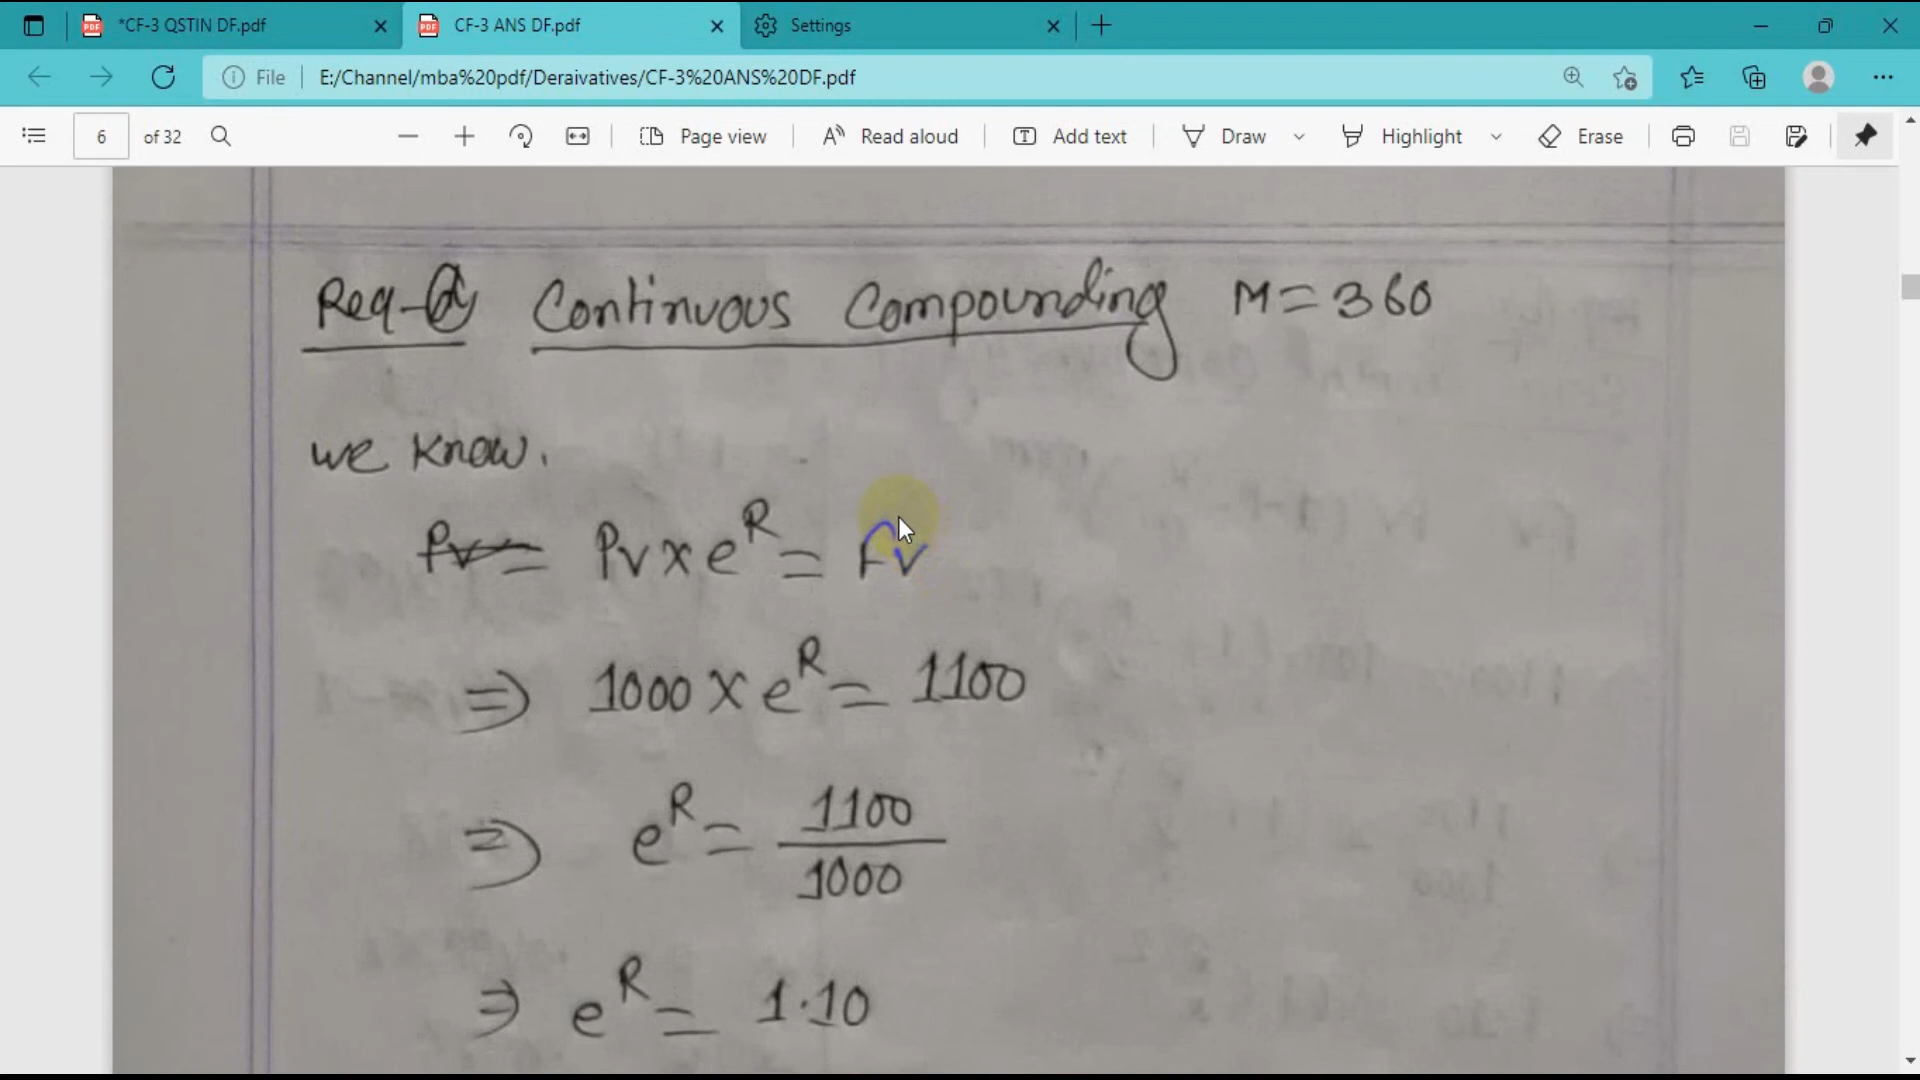 *CF-3 QSTIN DF.pdf
CF-3 ANS DF.pdf
Settings
File
E:/Channel/mba%20pdf/Deraivatives/CF-3%20ANS%20DF.pdf
6 of 32
Page view
Read aloud
Add text
Draw
Highlight
Erase
Req-(d) Continuous Compounding M=360
we know.
Pv= Pv x e^R = Fv
⇒ 1000 x e^R = 1100
⇒ e^R = 1100/1000
⇒ e^R = 1.10